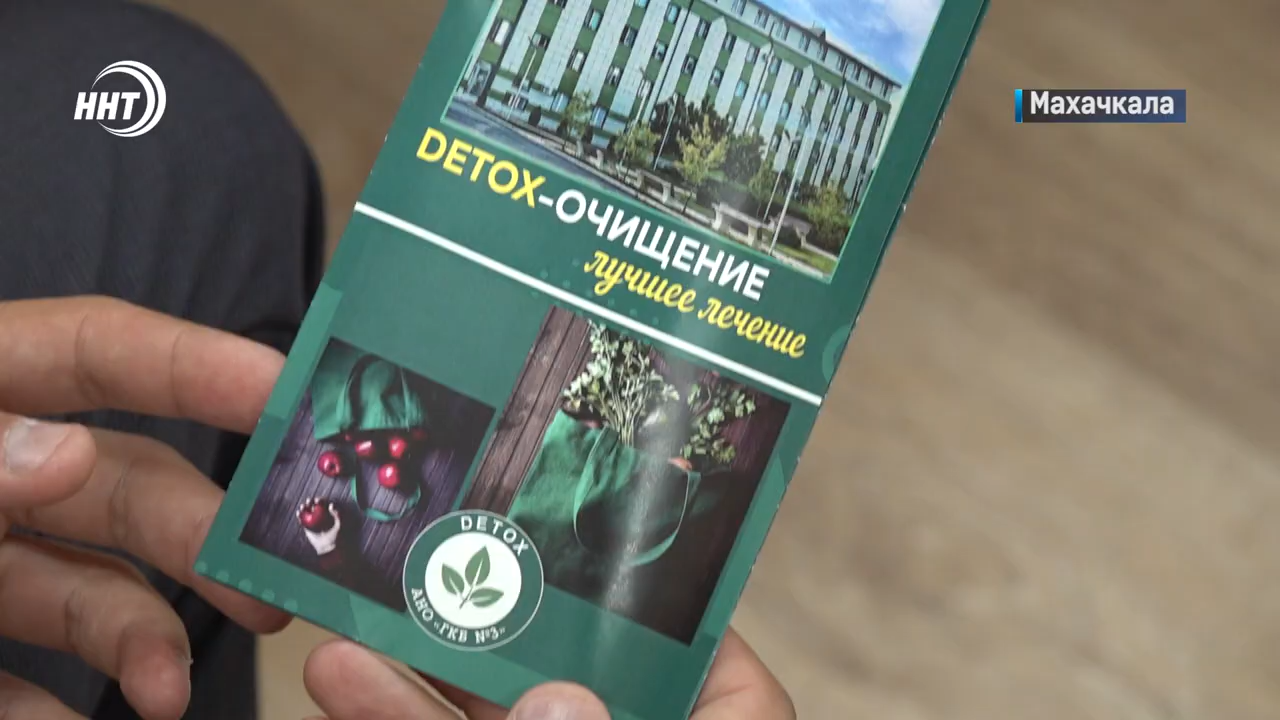 ННТ
Махачкала
DETOX-ОЧИЩЕНИЕ
лучшее лечение
DETOX
АНО «ГКБ №3»